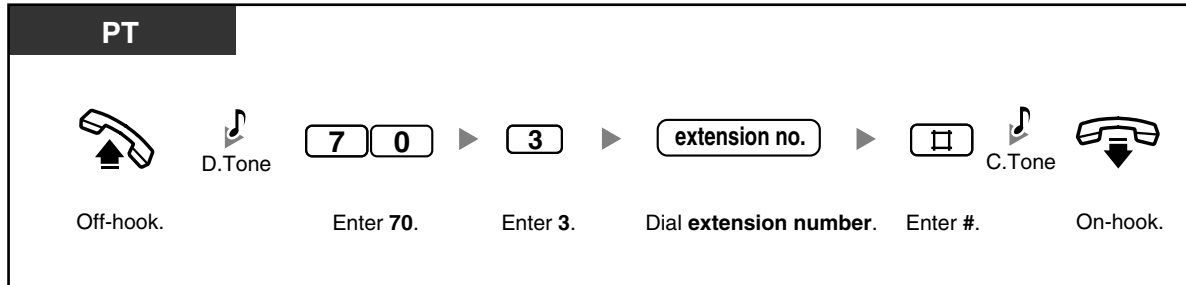 PT
D.Tone 7 0 3 extension no. # C.Tone
Off-hook. Enter 70. Enter 3. Dial extension number. Enter #. On-hook.